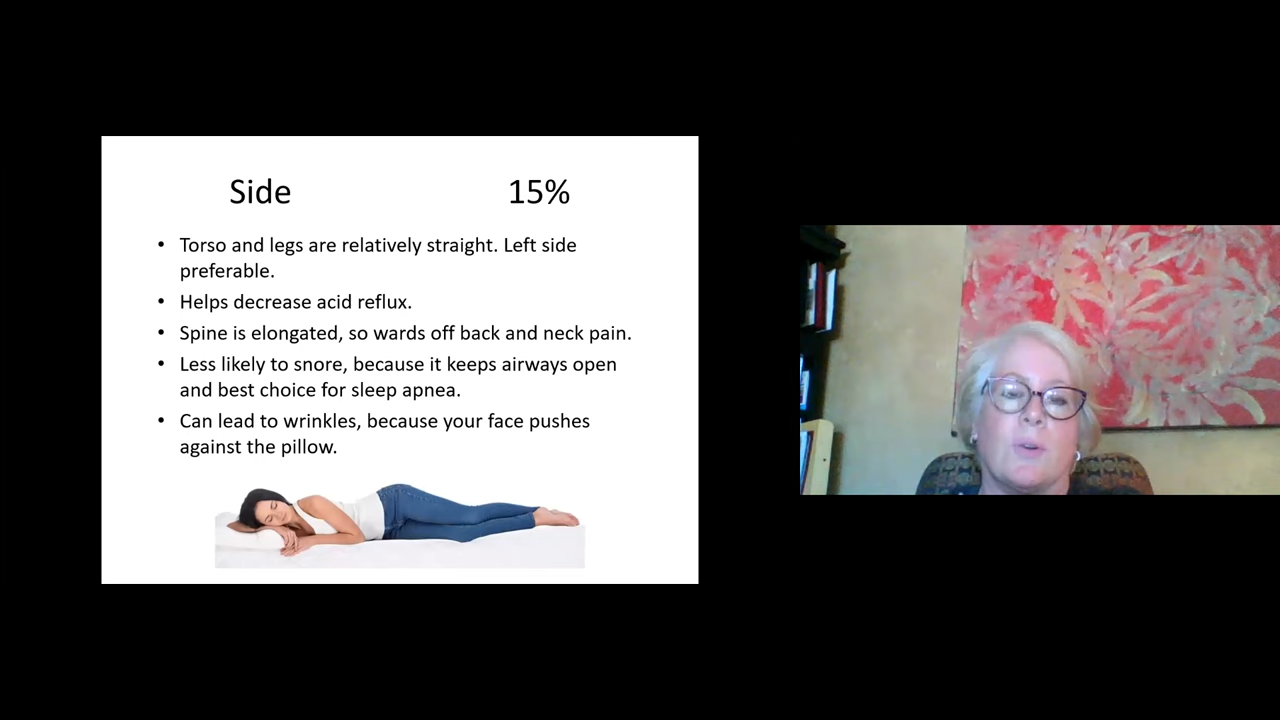 Side 15%
• Torso and legs are relatively straight. Left side
preferable.
• Helps decrease acid reflux.
• Spine is elongated, so wards off back and neck pain.
• Less likely to snore, because it keeps airways open
and best choice for sleep apnea.
• Can lead to wrinkles, because your face pushes
against the pillow.